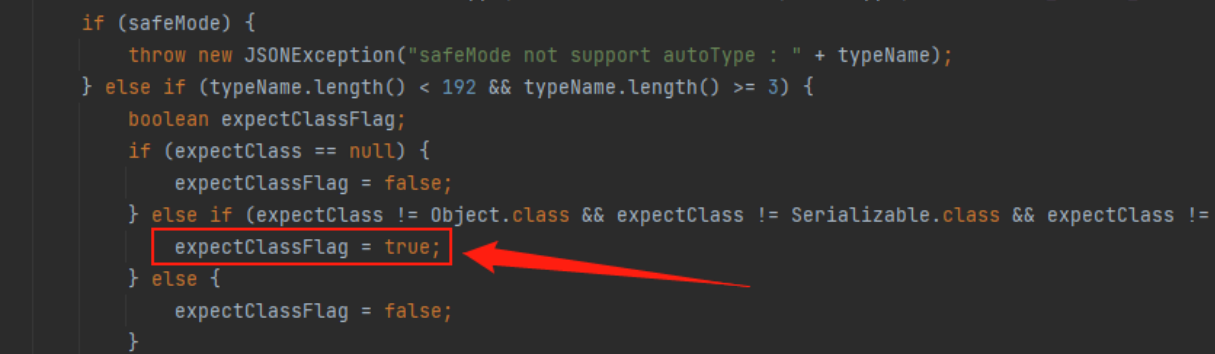 if (safeMode) {
throw new JSONException("safeMode not support autoType : " + typeName);
} else if (typeName.length() < 192 && typeName.length() >= 3) {
boolean expectClassFlag;
if (expectClass == null) {
expectClassFlag = false;
} else if (expectClass != Object.class && expectClass != Serializable.class && expectClass !=
expectClassFlag = true;
} else {
expectClassFlag = false;
}